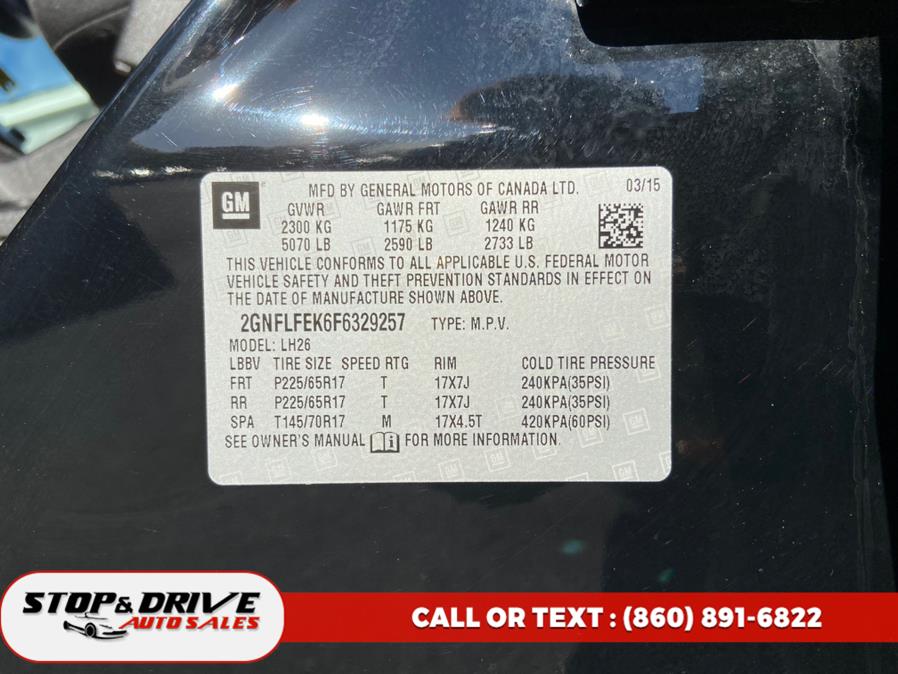 GM
MFD BY GENERAL MOTORS OF CANADA LTD. 03/15
GVWR GAWR FRT GAWR RR
2300 KG 1175 KG 1240 KG
5070 LB 2590 LB 2733 LB
THIS VEHICLE CONFORMS TO ALL APPLICABLE U.S. FEDERAL MOTOR
VEHICLE SAFETY AND THEFT PREVENTION STANDARDS IN EFFECT ON
THE DATE OF MANUFACTURE SHOWN ABOVE.
2GNFLFEK6F6329257 TYPE: M.P.V.
MODEL: LH26
LBBV TIRE SIZE SPEED RTG RIM COLD TIRE PRESSURE
FRT P225/65R17 T 17X7J 240KPA(35PSI)
RR P225/65R17 T 17X7J 240KPA(35PSI)
SPA T145/70R17 M 17X4.5T 420KPA(60PSI)
SEE OWNER'S MANUAL FOR MORE INFORMATION.
STOP & DRIVE
AUTO SALES
CALL OR TEXT : (860) 891-6822